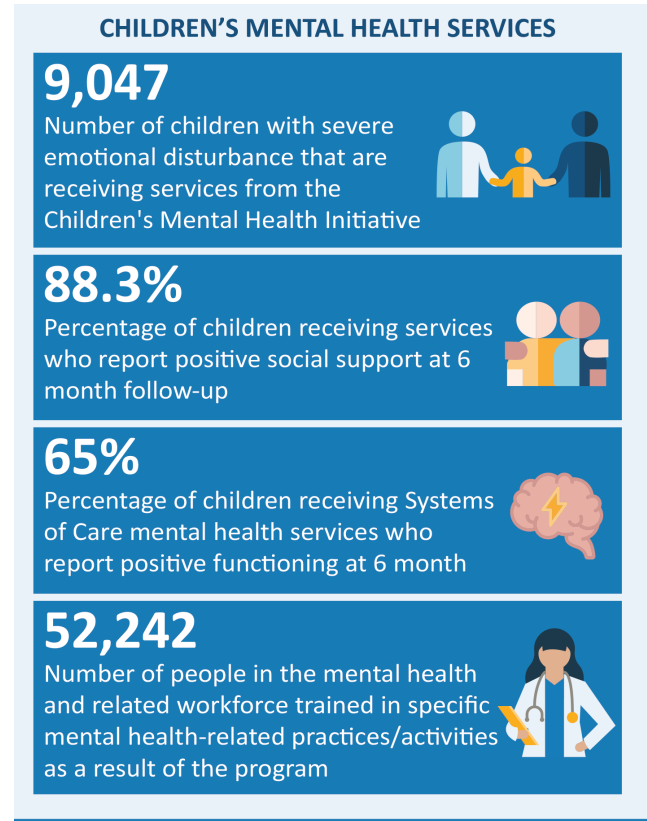 CHILDREN’S MENTAL HEALTH SERVICES
9,047
Number of children with severe
emotional disturbance that are
receiving services from the
Children's Mental Health Initiative
88.3%
Percentage of children receiving services
who report positive social support at 6
month follow-up
65%
Percentage of children receiving Systems
of Care mental health services who
report positive functioning at 6 month
52,242
Number of people in the mental health
and related workforce trained in specific
mental health-related practices/activities
as a result of the program